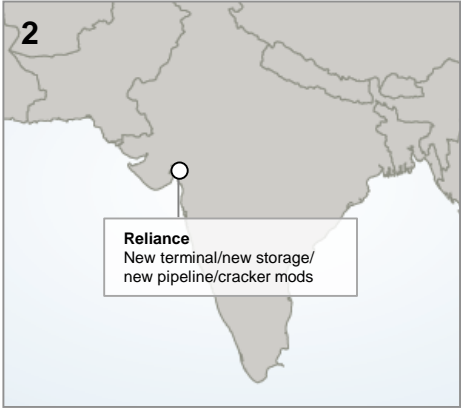 2
Reliance
New terminal/new storage/
new pipeline/cracker mods